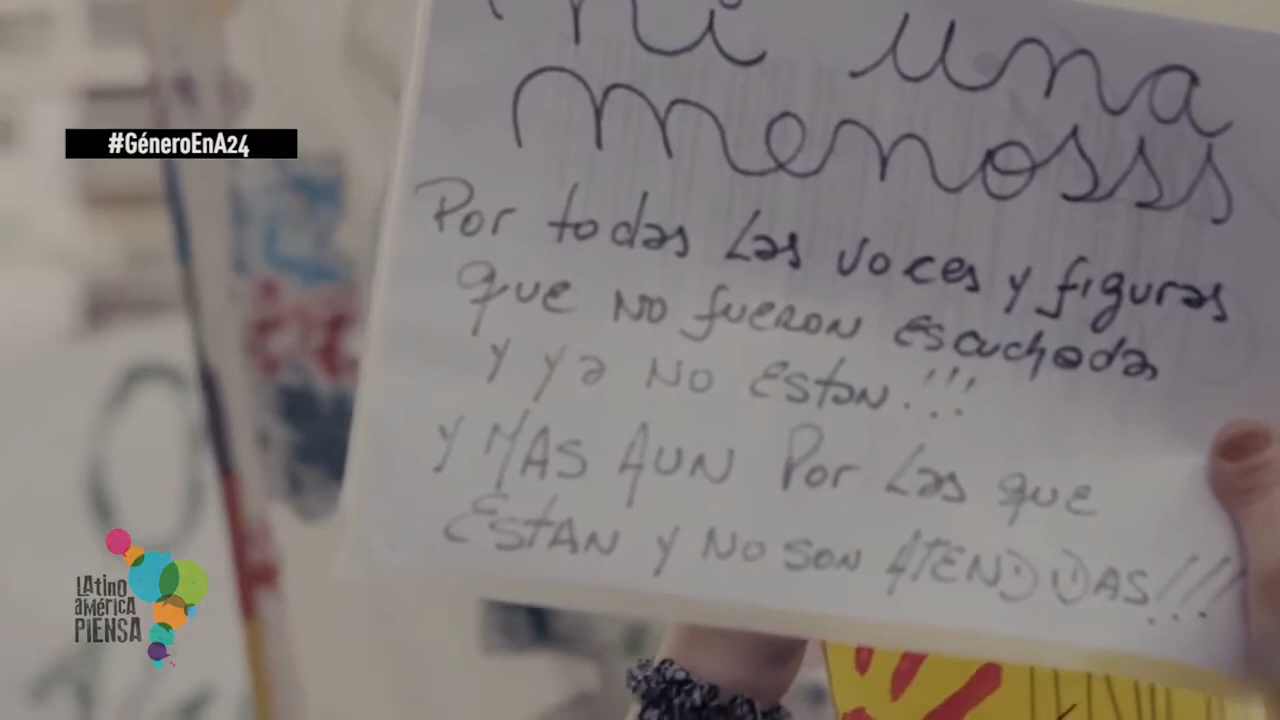 ni una
menosss
#GéneroEnA24
Por todas las voces y figuras
que no fueron escuchadas
y ya no estan!!!
y MAS AUN Por las que
ESTAN y No SON ATENDIDAS!!!
LAtino
américa
PIENSA